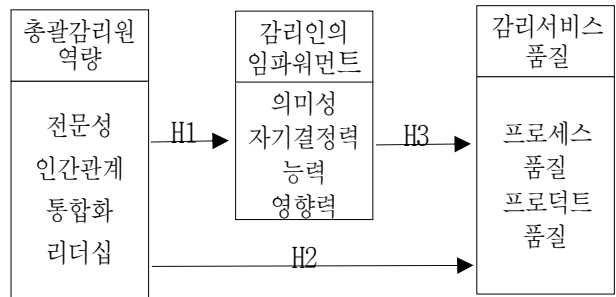 총괄감리원
역량
전문성
인간관계
통합화
리더십
H1
감리인의
임파워먼트
의미성
자기결정력
능력
영향력
H3
H2
감리서비스
품질
프로세스
품질
프로덕트
품질